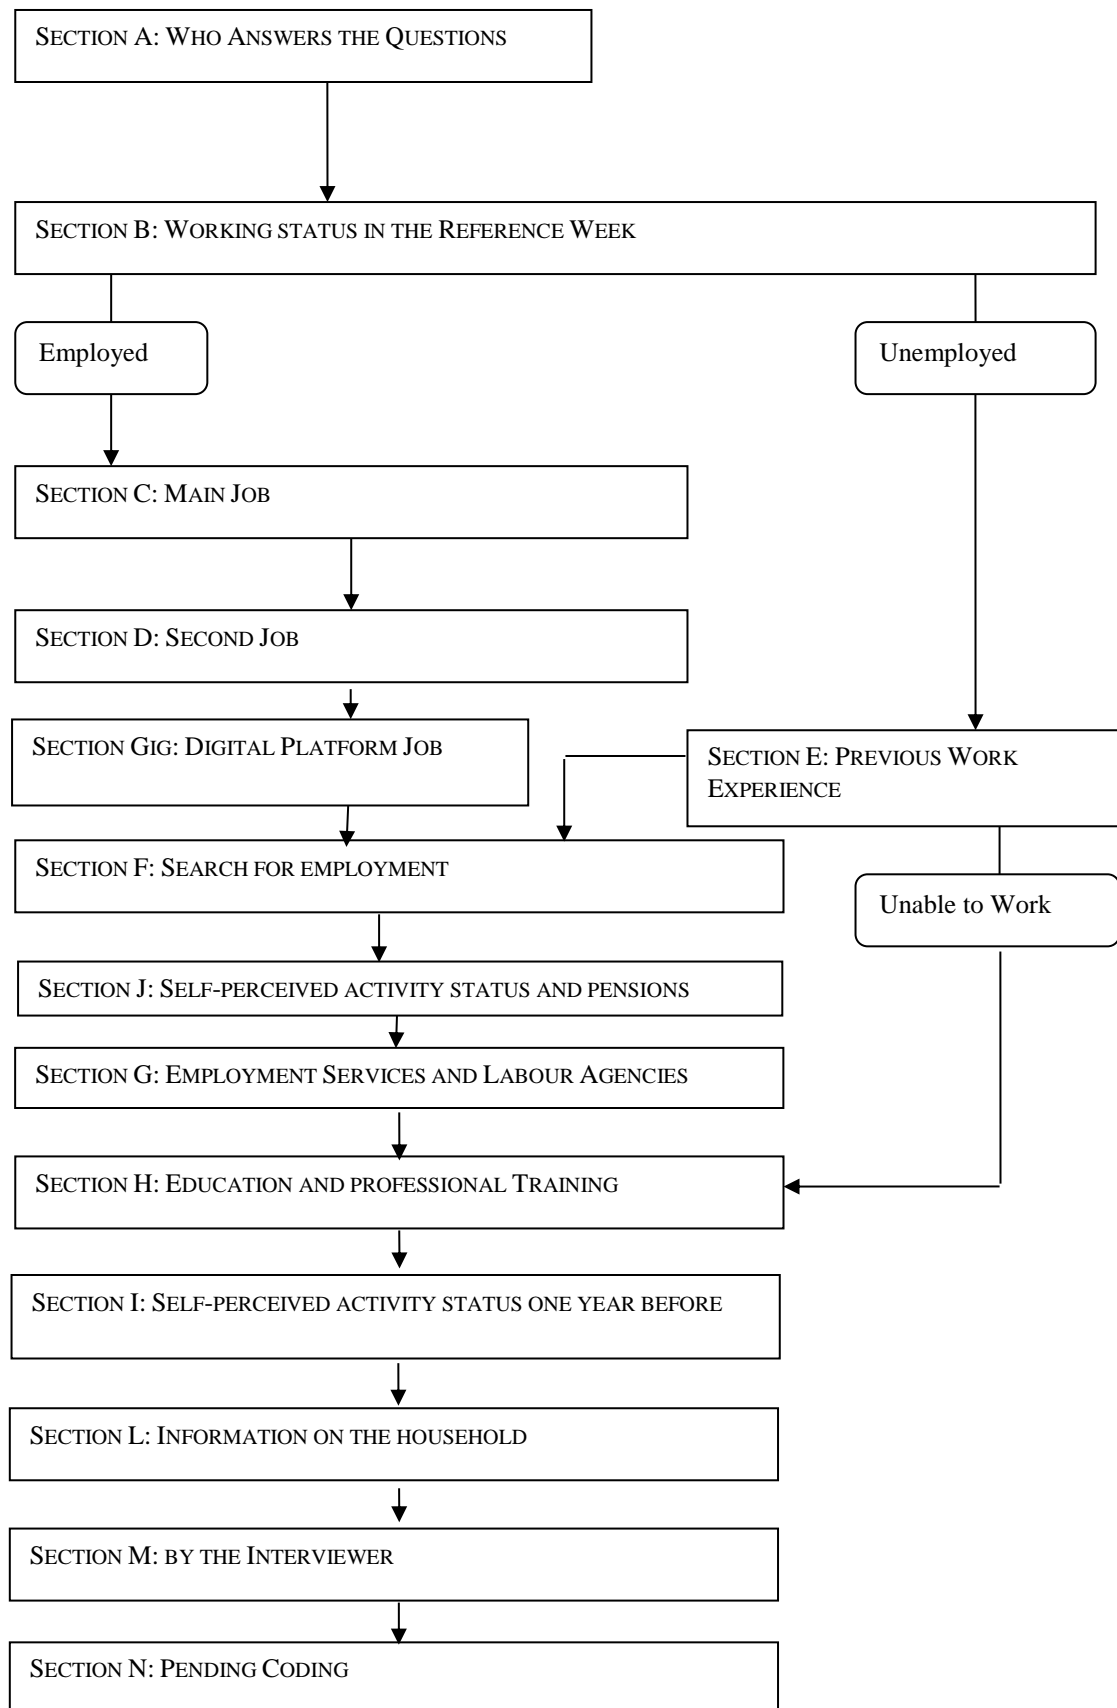 SECTION A: WHO ANSWERS THE QUESTIONS
SECTION B: WORKING STATUS IN THE REFERENCE WEEK
Employed
Unemployed
SECTION C: MAIN JOB
SECTION D: SECOND JOB
SECTION GIG: DIGITAL PLATFORM JOB
SECTION E: PREVIOUS WORK
EXPERIENCE
SECTION F: SEARCH FOR EMPLOYMENT
Unable to Work
SECTION J: SELF-PERCEIVED ACTIVITY STATUS AND PENSIONS
SECTION G: EMPLOYMENT SERVICES AND LABOUR AGENCIES
SECTION H: EDUCATION AND PROFESSIONAL TRAINING
SECTION I: SELF-PERCEIVED ACTIVITY STATUS ONE YEAR BEFORE
SECTION L: INFORMATION ON THE HOUSEHOLD
SECTION M: BY THE INTERVIEWER
SECTION N: PENDING CODING